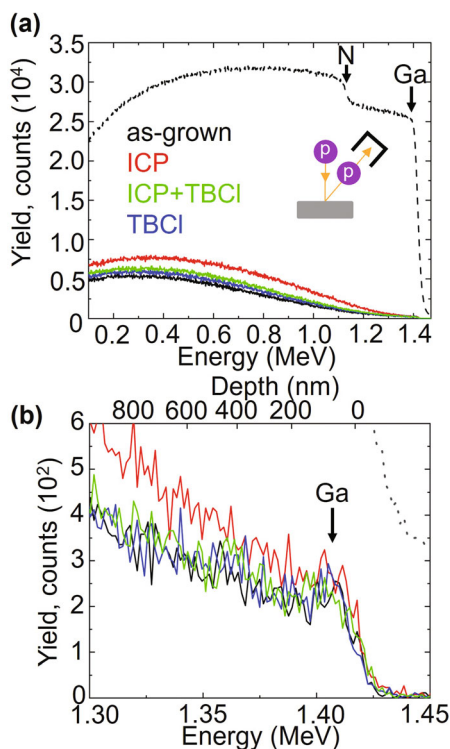 (a)
3.5
3.0
2.5
2.0
1.5
1.0
0.5
0
Yield, counts (10⁴)
N
Ga
as-grown
ICP
ICP+TBCl
TBCl
p
p
0.2 0.4 0.6 0.8 1.0 1.2 1.4
Energy (MeV)
Depth (nm)
(b)
800 600 400 200 0
6
5
4
3
2
1
0
Yield, counts (10²)
Ga
1.30 1.35 1.40 1.45
Energy (MeV)